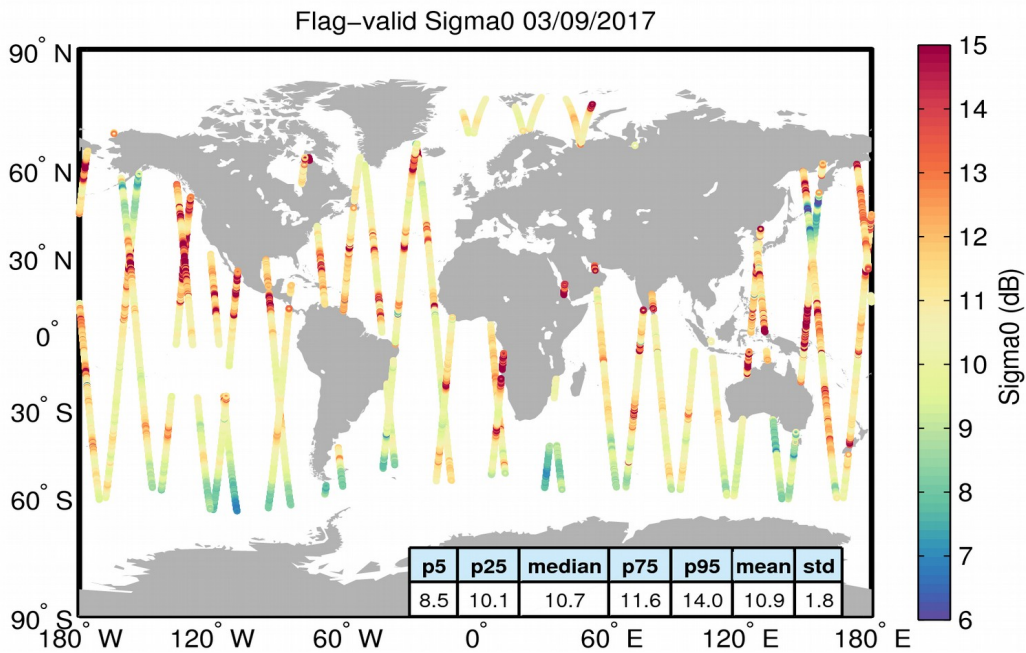 Flag−valid Sigma0 03/09/2017
90° N
60° N
30° N
0°
30° S
60° S
90° S
180° W
120° W
60° W
0°
60° E
120° E
180° E
p5 p25 median p75 p95 mean std
8.5 10.1 10.7 11.6 14.0 10.9 1.8
15
14
13
12
11
10
9
8
7
6
Sigma0 (dB)